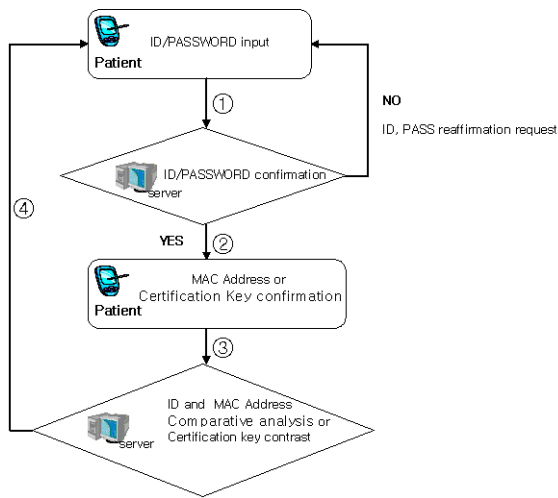 ID/PASSWORD input
Patient
①
NO
ID, PASS reaffirmation request
ID/PASSWORD confirmation
server
④
YES
②
MAC Address or
Certification Key confirmation
Patient
③
ID and MAC Address
Comparative analysis or
Certification key contrast
server